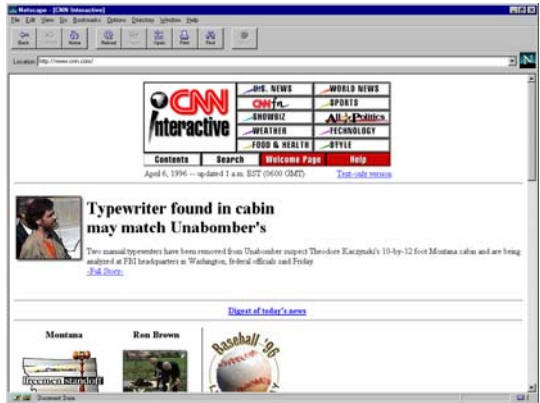 Netscape - [CNN Interactive]
File Edit View Go Bookmarks Options Directory Window Help
Back Home Reload Open Print Find
Location: http://www.cnn.com/
N
CNN Interactive
U.S. NEWS WORLD NEWS
CNNfn SPORTS
SHOWBIZ AllPolitics
WEATHER TECHNOLOGY
FOOD & HEALTH STYLE
Contents Search Welcome Page Help
April 6, 1996 -- updated 1 a.m. EST (0600 GMT) Text-only version
Typewriter found in cabin
may match Unabomber's
Two manual typewriters have been removed from Unabomber suspect Theodore Kaczynski's 10-by-12 foot Montana cabin and are being
analyzed at FBI headquarters in Washington, federal officials said Friday.
-Full Story-
Digest of today's news
Montana Ron Brown
Baseball '96
freemen standoff
Document: Done